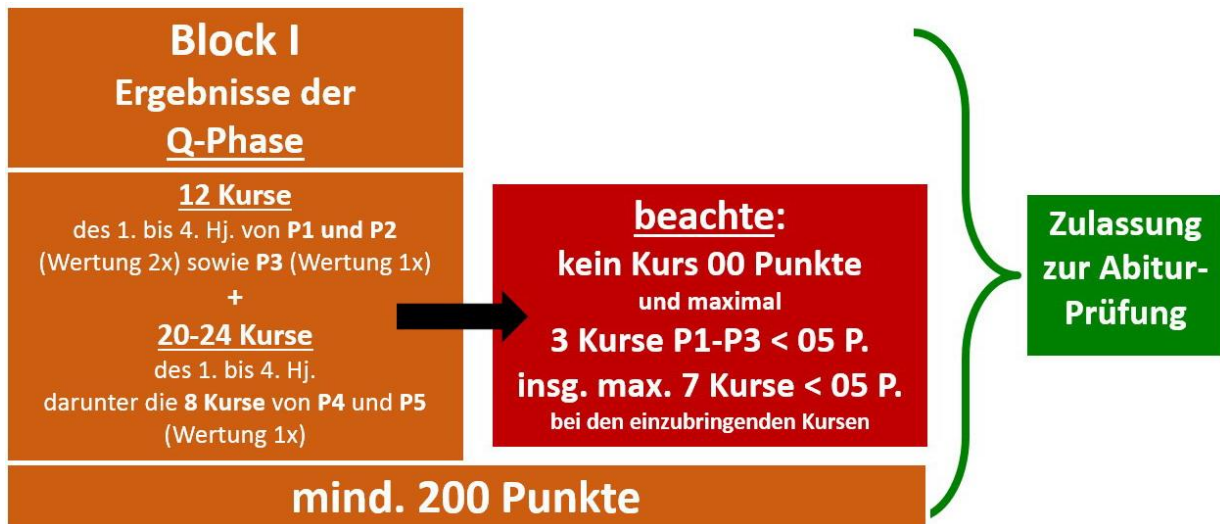 Block I
Ergebnisse der
Q-Phase
12 Kurse
des 1. bis 4. Hj. von P1 und P2
(Wertung 2x) sowie P3 (Wertung 1x)
+
20-24 Kurse
des 1. bis 4. Hj.
darunter die 8 Kurse von P4 und P5
(Wertung 1x)
beachte:
kein Kurs 00 Punkte
und maximal
3 Kurse P1-P3 < 05 P.
insg. max. 7 Kurse < 05 P.
bei den einzubringenden Kursen
mind. 200 Punkte
Zulassung
zur Abitur-
Prüfung